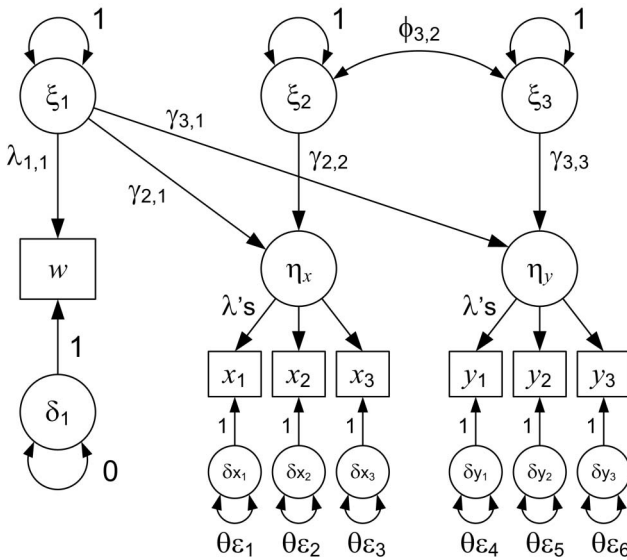 1 1 ϕ3,2 1
ξ1 ξ2 ξ3
λ1,1 γ3,1 γ2,2 γ3,3
γ2,1
w ηx ηy
λ's λ's
1
x1 x2 x3 y1 y2 y3
δ1 1 1 1 1 1 1
0 δx1 δx2 δx3 δy1 δy2 δy3
θε1 θε2 θε3 θε4 θε5 θε6